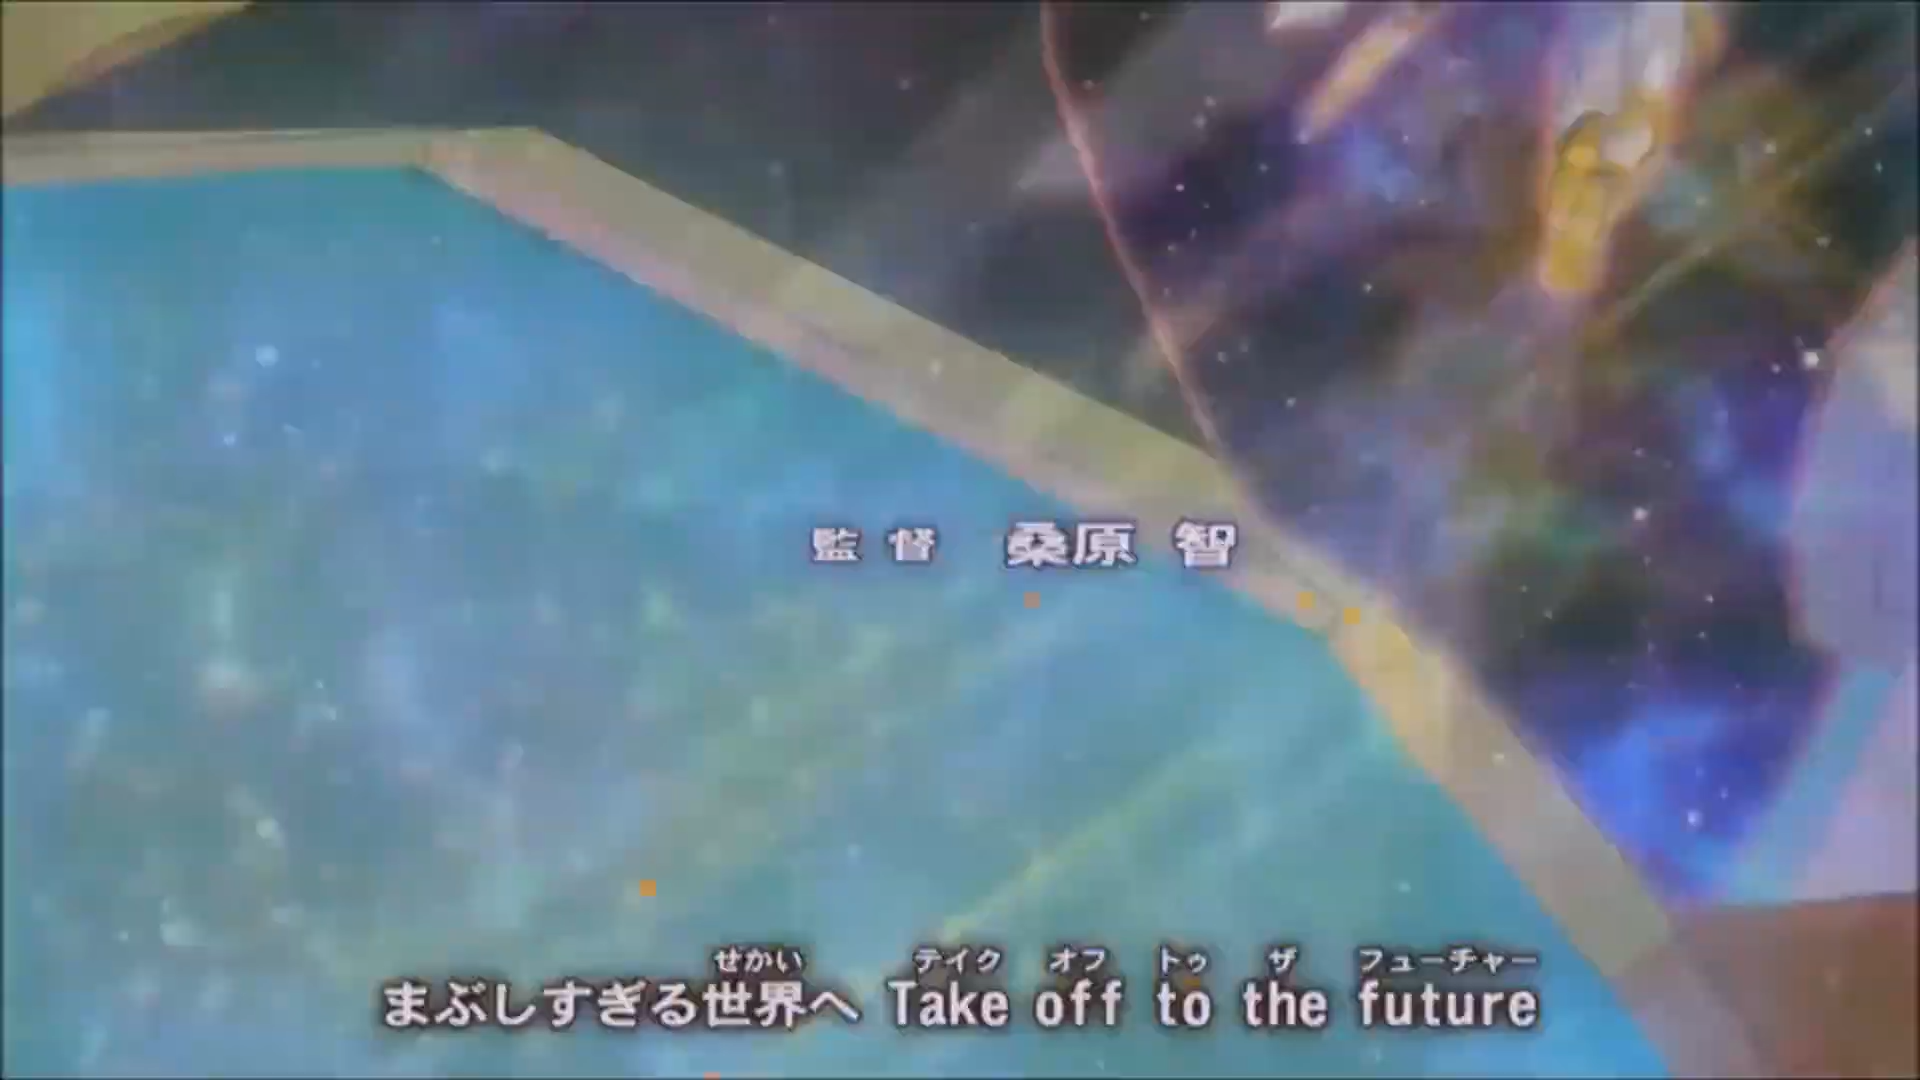 監督 桑原 智
せかい テイク オフ トゥ ザ フューチャー
まぶしすぎる世界へ Take off to the future